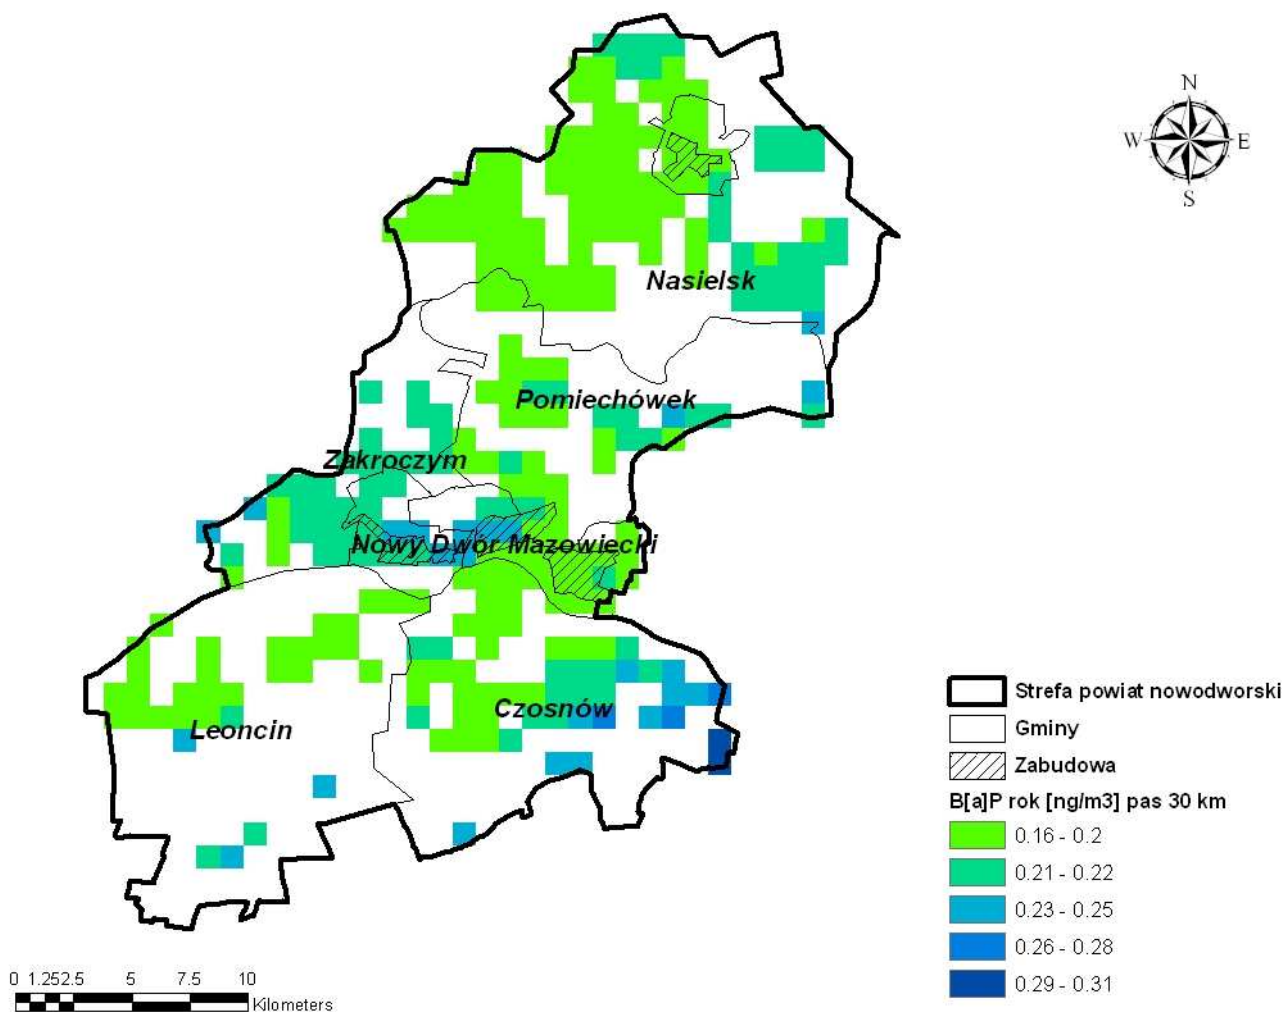 N
W E
S
Nasielsk
Pomiechówek
Zakroczym
Nowy Dwór Mazowiecki
Czosnów
Leoncin
Strefa powiat nowodworski
Gminy
Zabudowa
B[a]P rok [ng/m3] pas 30 km
0.16 - 0.2
0.21 - 0.22
0.23 - 0.25
0.26 - 0.28
0.29 - 0.31
0 1.252.5 5 7.5 10
Kilometers